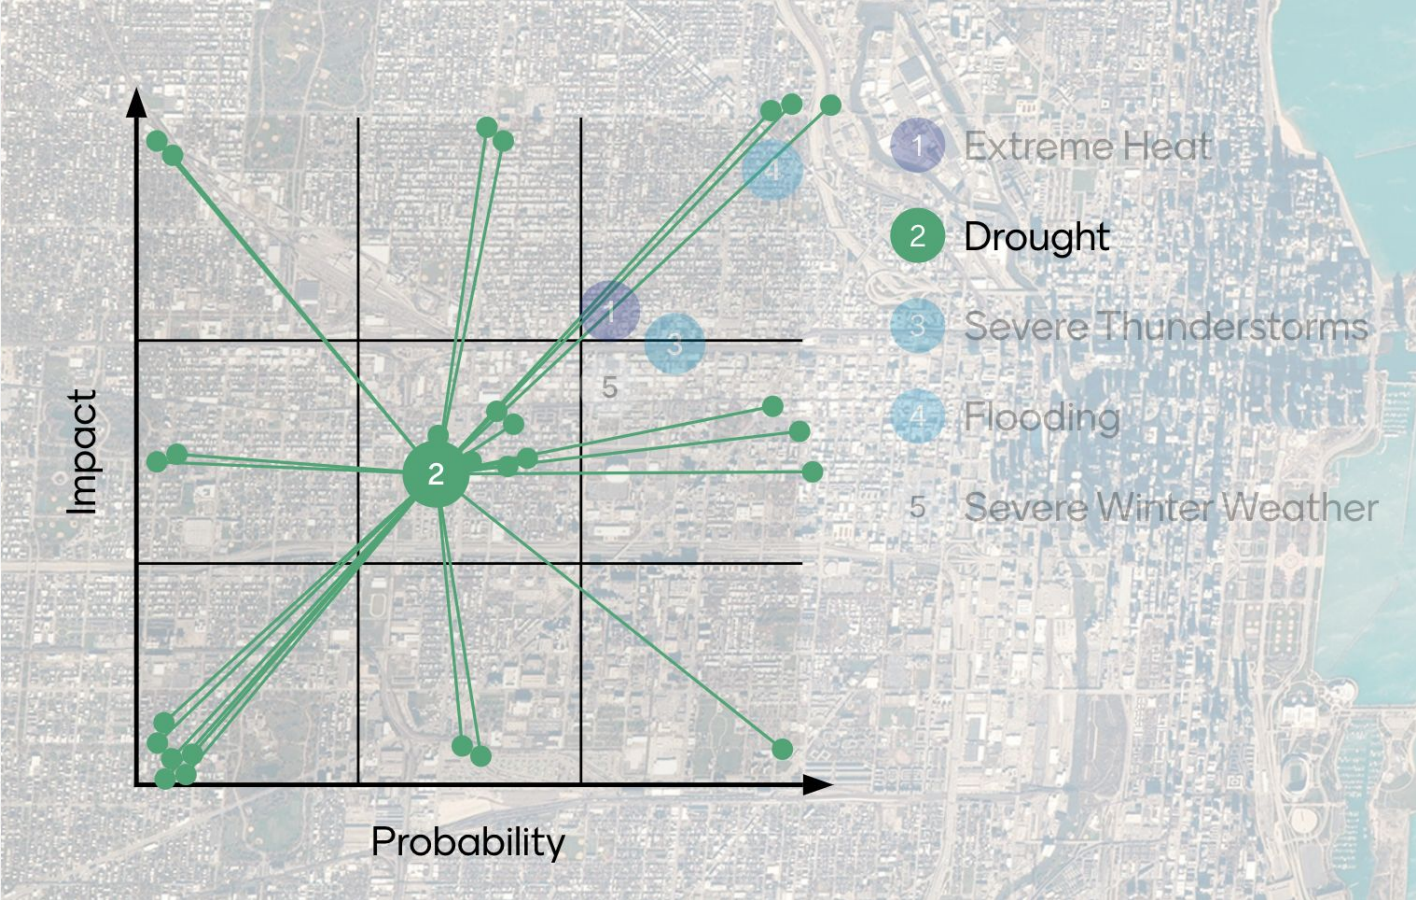 1 Extreme Heat
2 Drought
3 Severe Thunderstorms
4 Flooding
5 Severe Winter Weather
4
1
3
5
2
Impact
Probability